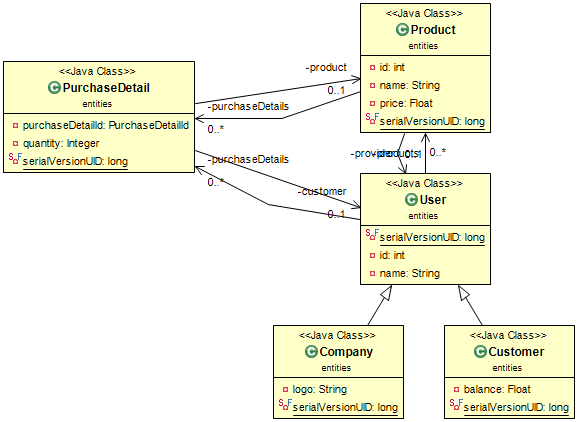 <<Java Class>>
Product
entities
id: int
name: String
price: Float
serialVersionUID: long
<<Java Class>>
PurchaseDetail
entities
purchaseDetailId: PurchaseDetailId
quantity: Integer
serialVersionUID: long
-product
0..1
-purchaseDetails
0..*
-purchaseDetails
0..*
-customer
0..1
-provider
0..1
-products
0..*
<<Java Class>>
User
entities
serialVersionUID: long
id: int
name: String
<<Java Class>>
Company
entities
logo: String
serialVersionUID: long
<<Java Class>>
Customer
entities
balance: Float
serialVersionUID: long